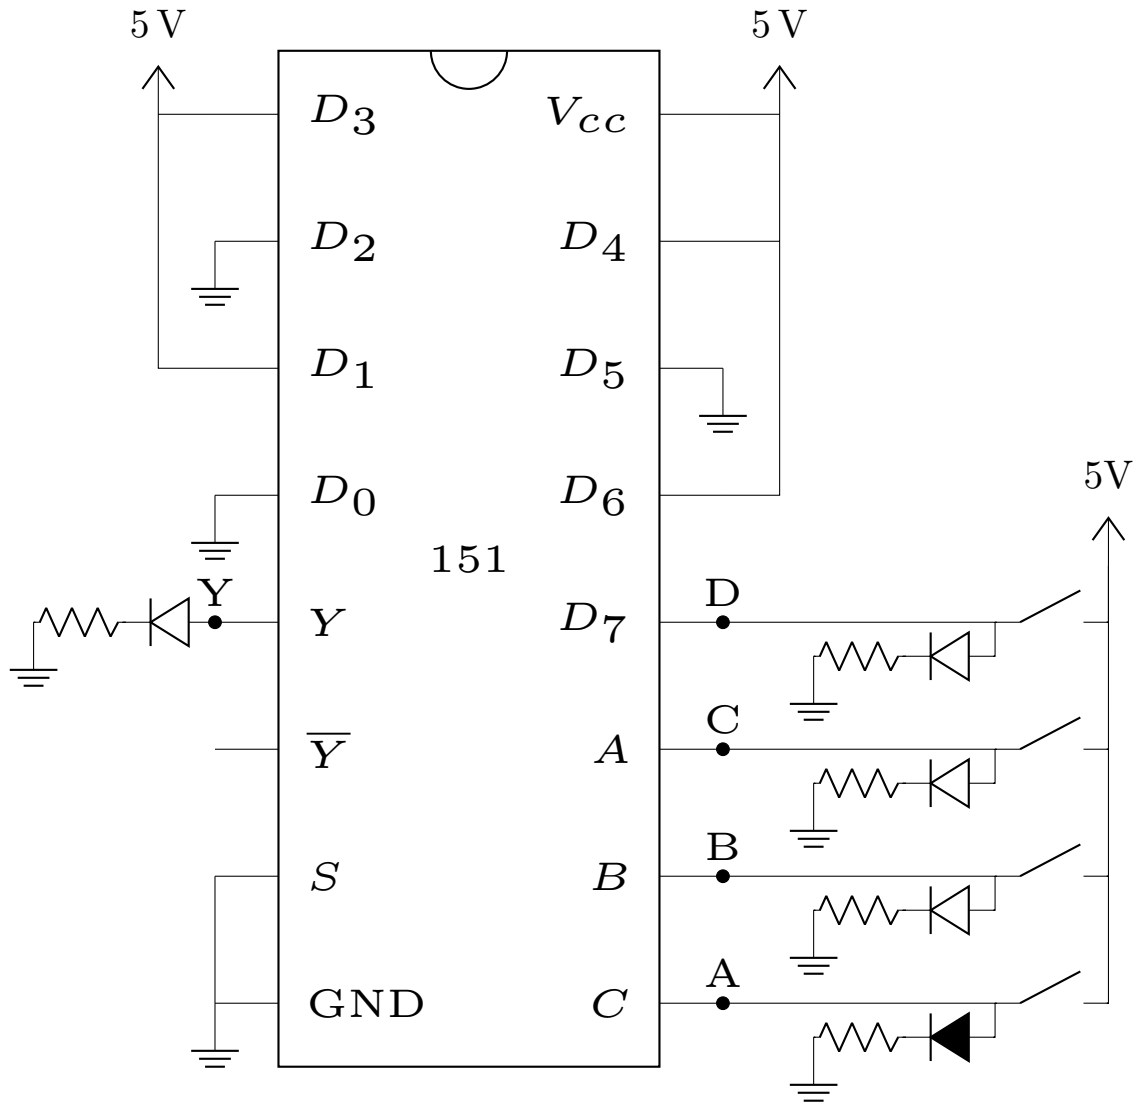 5 V 5 V
D3 Vcc
D2 D4
D1 D5
5V
D0 D6
151
Y Y D7 D
Y̅ A C
S B B
GND C A